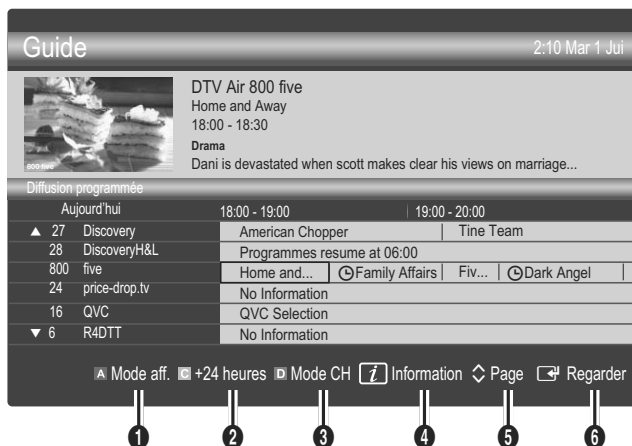 Guide 2:10 Mar 1 Jui
DTV Air 800 five
Home and Away
18:00 - 18:30
Drama
Dani is devastated when scott makes clear his views on marriage...
800 five
Diffusion programmée
Aujourd'hui 18:00 - 19:00 19:00 - 20:00
▲ 27 Discovery American Chopper Tine Team
28 DiscoveryH&L Programmes resume at 06:00
800 five Home and... Family Affairs Fiv... Dark Angel
24 price-drop.tv No Information
16 QVC QVC Selection
▼ 6 R4DTT No Information
A Mode aff. C +24 heures D Mode CH i Information Page Regarder
1 2 3 4 5 6